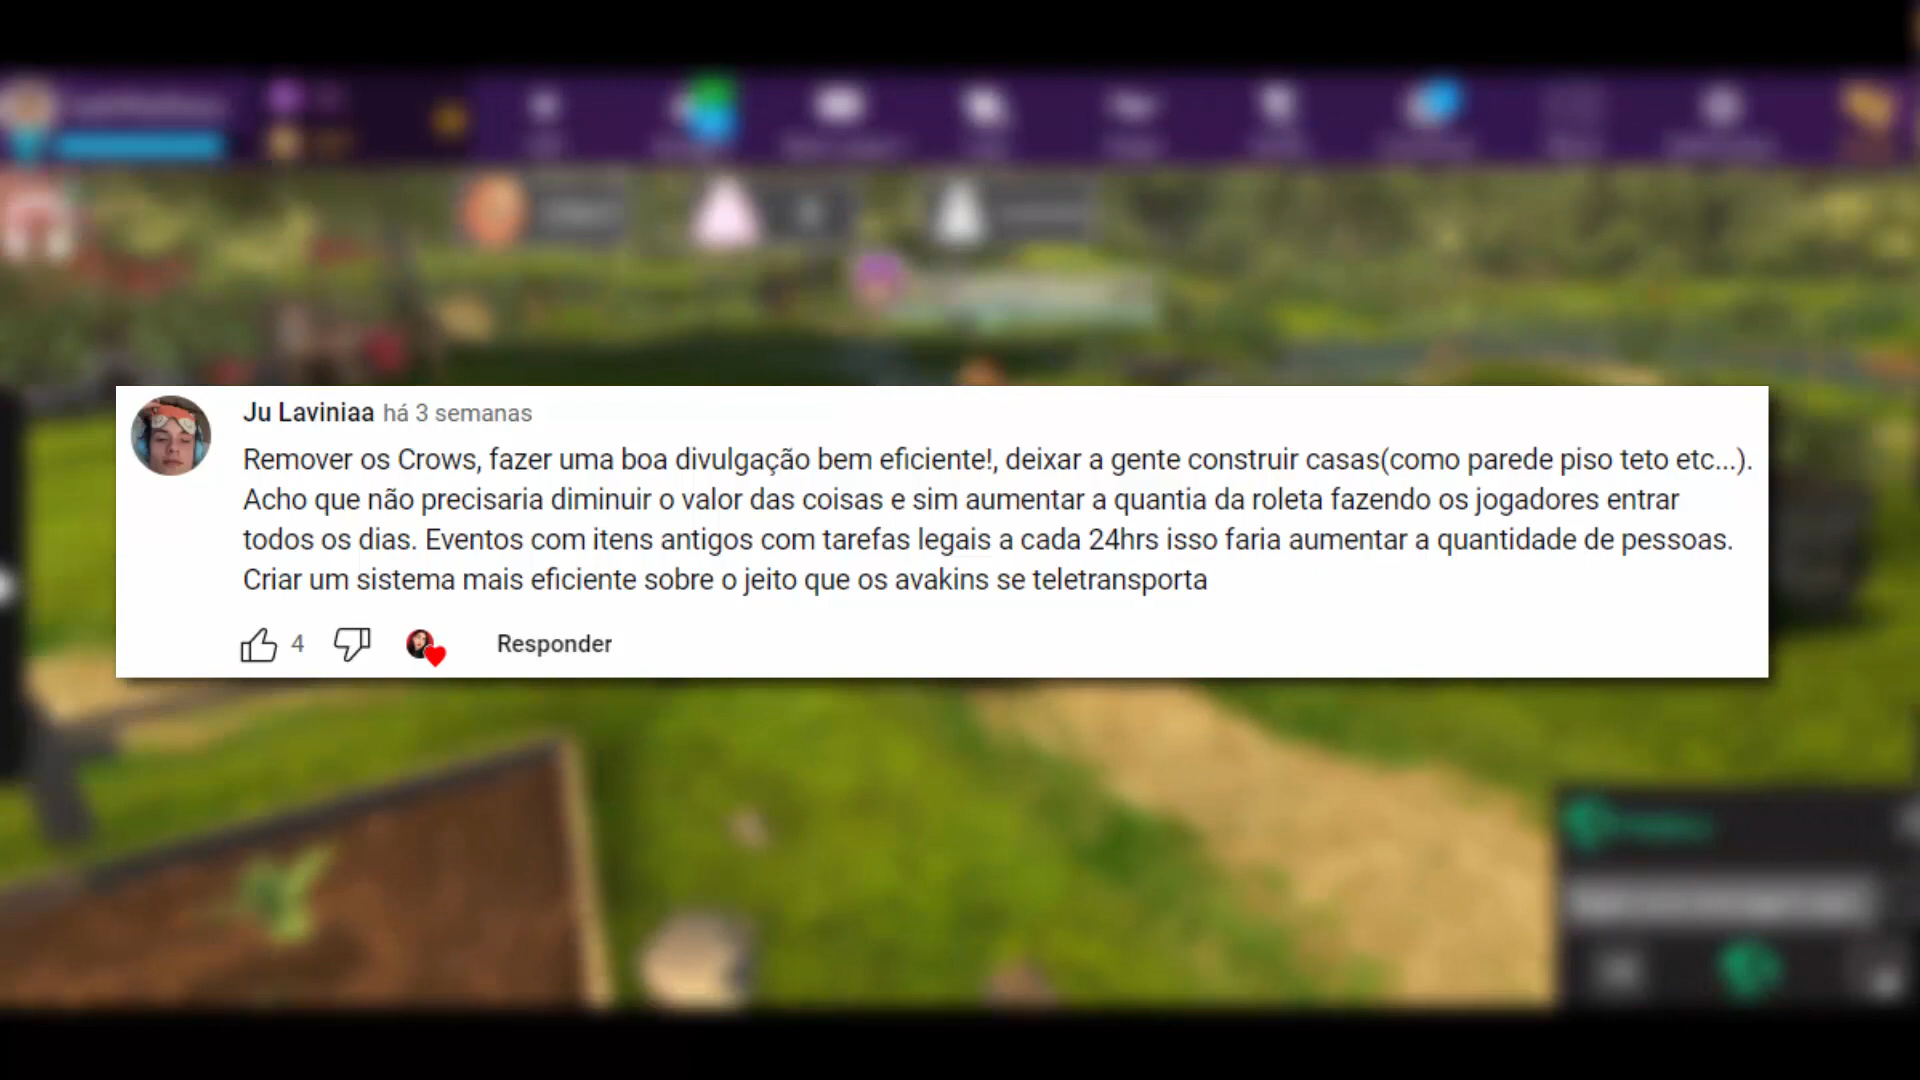 Ju Laviniaa há 3 semanas
Remover os Crows, fazer uma boa divulgação bem eficiente!, deixar a gente construir casas(como parede piso teto etc...).
Acho que não precisaria diminuir o valor das coisas e sim aumentar a quantia da roleta fazendo os jogadores entrar
todos os dias. Eventos com itens antigos com tarefas legais a cada 24hrs isso faria aumentar a quantidade de pessoas.
Criar um sistema mais eficiente sobre o jeito que os avakins se teletransporta
4 Responder